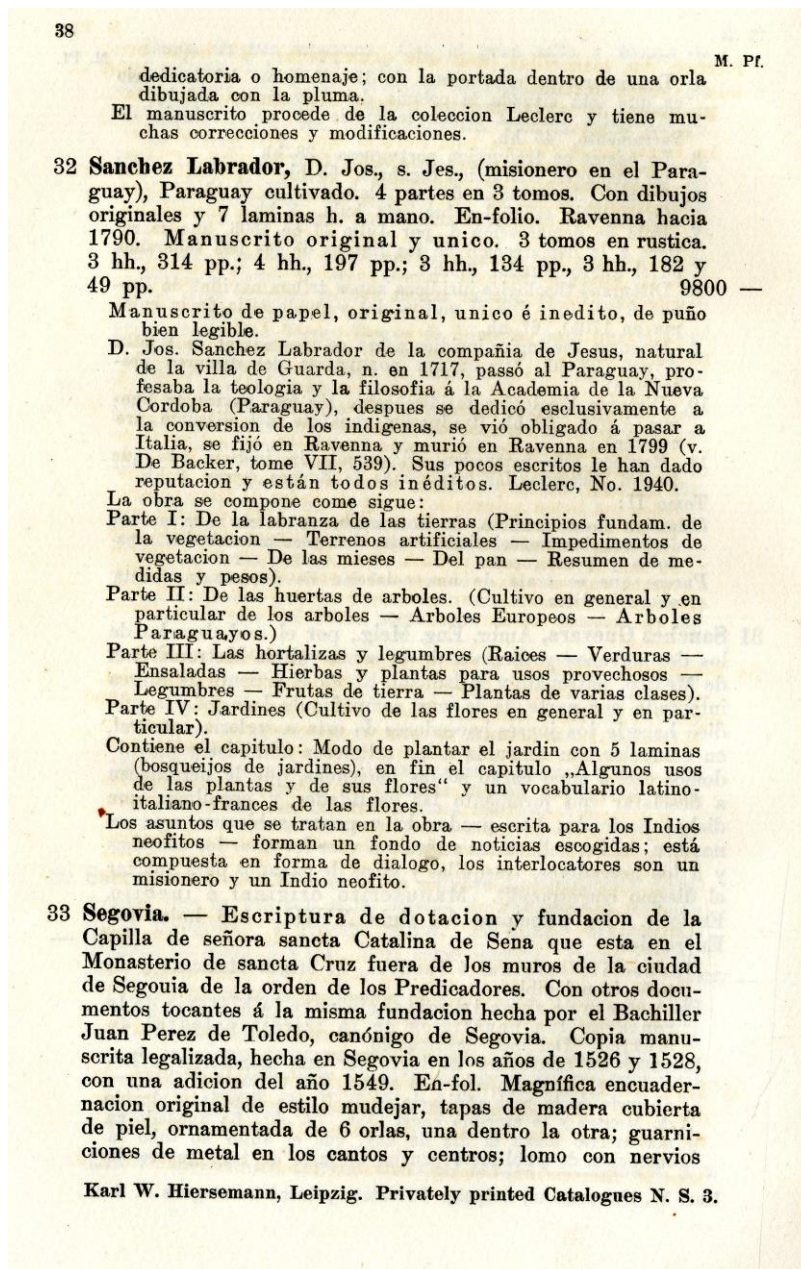 38
M. Pf.
dedicatoria o homenaje; con la portada dentro de una orla
dibujada con la pluma.
El manuscrito procede de la coleccion Leclerc y tiene mu-
chas correcciones y modificaciones.
32 Sanchez Labrador, D. Jos., s. Jes., (misionero en el Para-
guay), Paraguay cultivado. 4 partes en 3 tomos. Con dibujos
originales y 7 laminas h. a mano. En-folio. Ravenna hacia
1790. Manuscrito original y unico. 3 tomos en rustica.
3 hh., 314 pp.; 4 hh., 197 pp.; 3 hh., 134 pp., 3 hh., 182 y
49 pp. 9800 —
Manuscrito de papel, original, unico é inedito, de puño
bien legible.
D. Jos. Sanchez Labrador de la compañia de Jesus, natural
de la villa de Guarda, n. en 1717, passó al Paraguay, pro-
fesaba la teologia y la filosofia á la Academia de la Nueva
Cordoba (Paraguay), despues se dedicó esclusivamente a
la conversion de los indigenas, se vió obligado á pasar a
Italia, se fijó en Ravenna y murió en Ravenna en 1799 (v.
De Backer, tome VII, 539). Sus pocos escritos le han dado
reputacion y están todos inéditos. Leclerc, No. 1940.
La obra se compone come sigue:
Parte I: De la labranza de las tierras (Principios fundam. de
la vegetacion — Terrenos artificiales — Impedimentos de
vegetacion — De las mieses — Del pan — Resumen de me-
didas y pesos).
Parte II: De las huertas de arboles. (Cultivo en general y en
particular de los arboles — Arboles Europeos — Arboles
Paraguayos.)
Parte III: Las hortalizas y legumbres (Raices — Verduras —
Ensaladas — Hierbas y plantas para usos provechosos —
Legumbres — Frutas de tierra — Plantas de varias clases).
Parte IV: Jardines (Cultivo de las flores en general y en par-
ticular).
Contiene el capitulo: Modo de plantar el jardin con 5 laminas
(bosqueijos de jardines), en fin el capitulo „Algunos usos
de las plantas y de sus flores“ y un vocabulario latino-
italiano-frances de las flores.
Los asuntos que se tratan en la obra — escrita para los Indios
neofitos — forman un fondo de noticias escogidas; está
compuesta en forma de dialogo, los interlocatores son un
misionero y un Indio neofito.
33 Segovia. — Escriptura de dotacion y fundacion de la
Capilla de señora sancta Catalina de Sena que esta en el
Monasterio de sancta Cruz fuera de los muros de la ciudad
de Segouia de la orden de los Predicadores. Con otros docu-
mentos tocantes á la misma fundacion hecha por el Bachiller
Juan Perez de Toledo, canónigo de Segovia. Copia manu-
scrita legalizada, hecha en Segovia en los años de 1526 y 1528,
con una adicion del año 1549. En-fol. Magnífica encuader-
nacion original de estilo mudejar, tapas de madera cubierta
de piel, ornamentada de 6 orlas, una dentro la otra; guarni-
ciones de metal en los cantos y centros; lomo con nervios
Karl W. Hiersemann, Leipzig. Privately printed Catalogues N. S. 3.